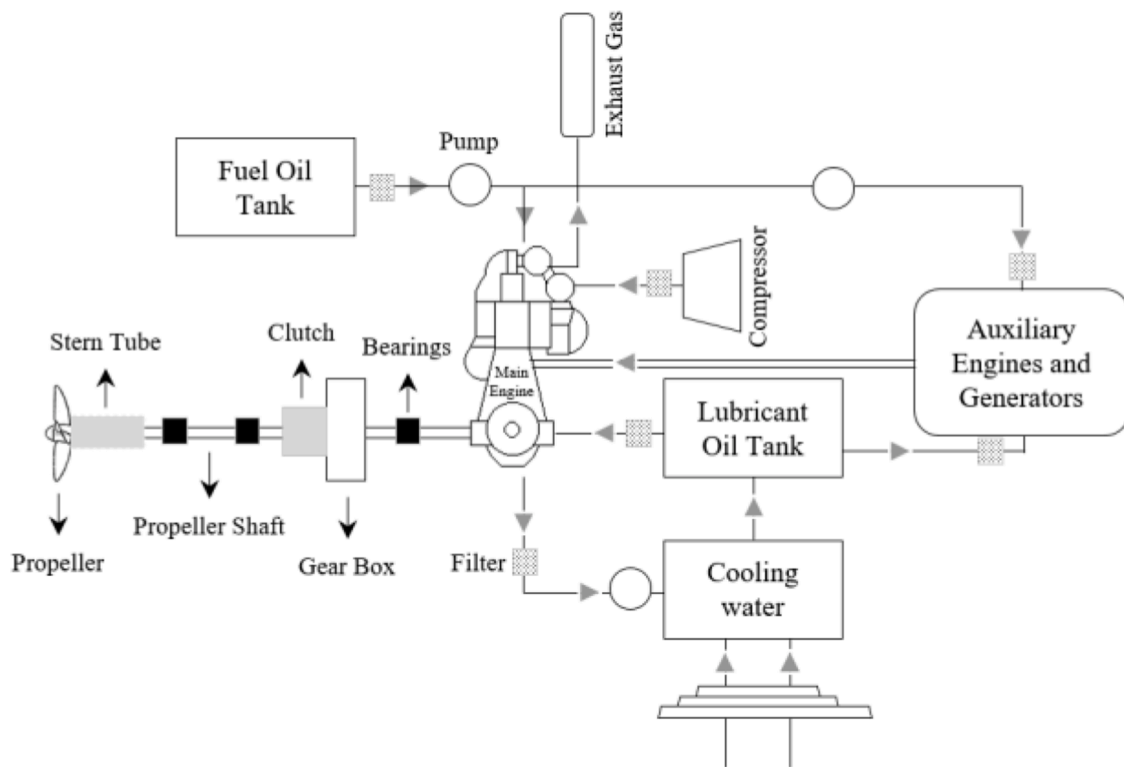 Exhaust Gas
Pump
Fuel Oil
Tank
Compressor
Stern Tube
Clutch
Bearings
Main
Engine
Auxiliary
Engines and
Generators
Lubricant
Oil Tank
Propeller Shaft
Propeller
Gear Box
Filter
Cooling
water